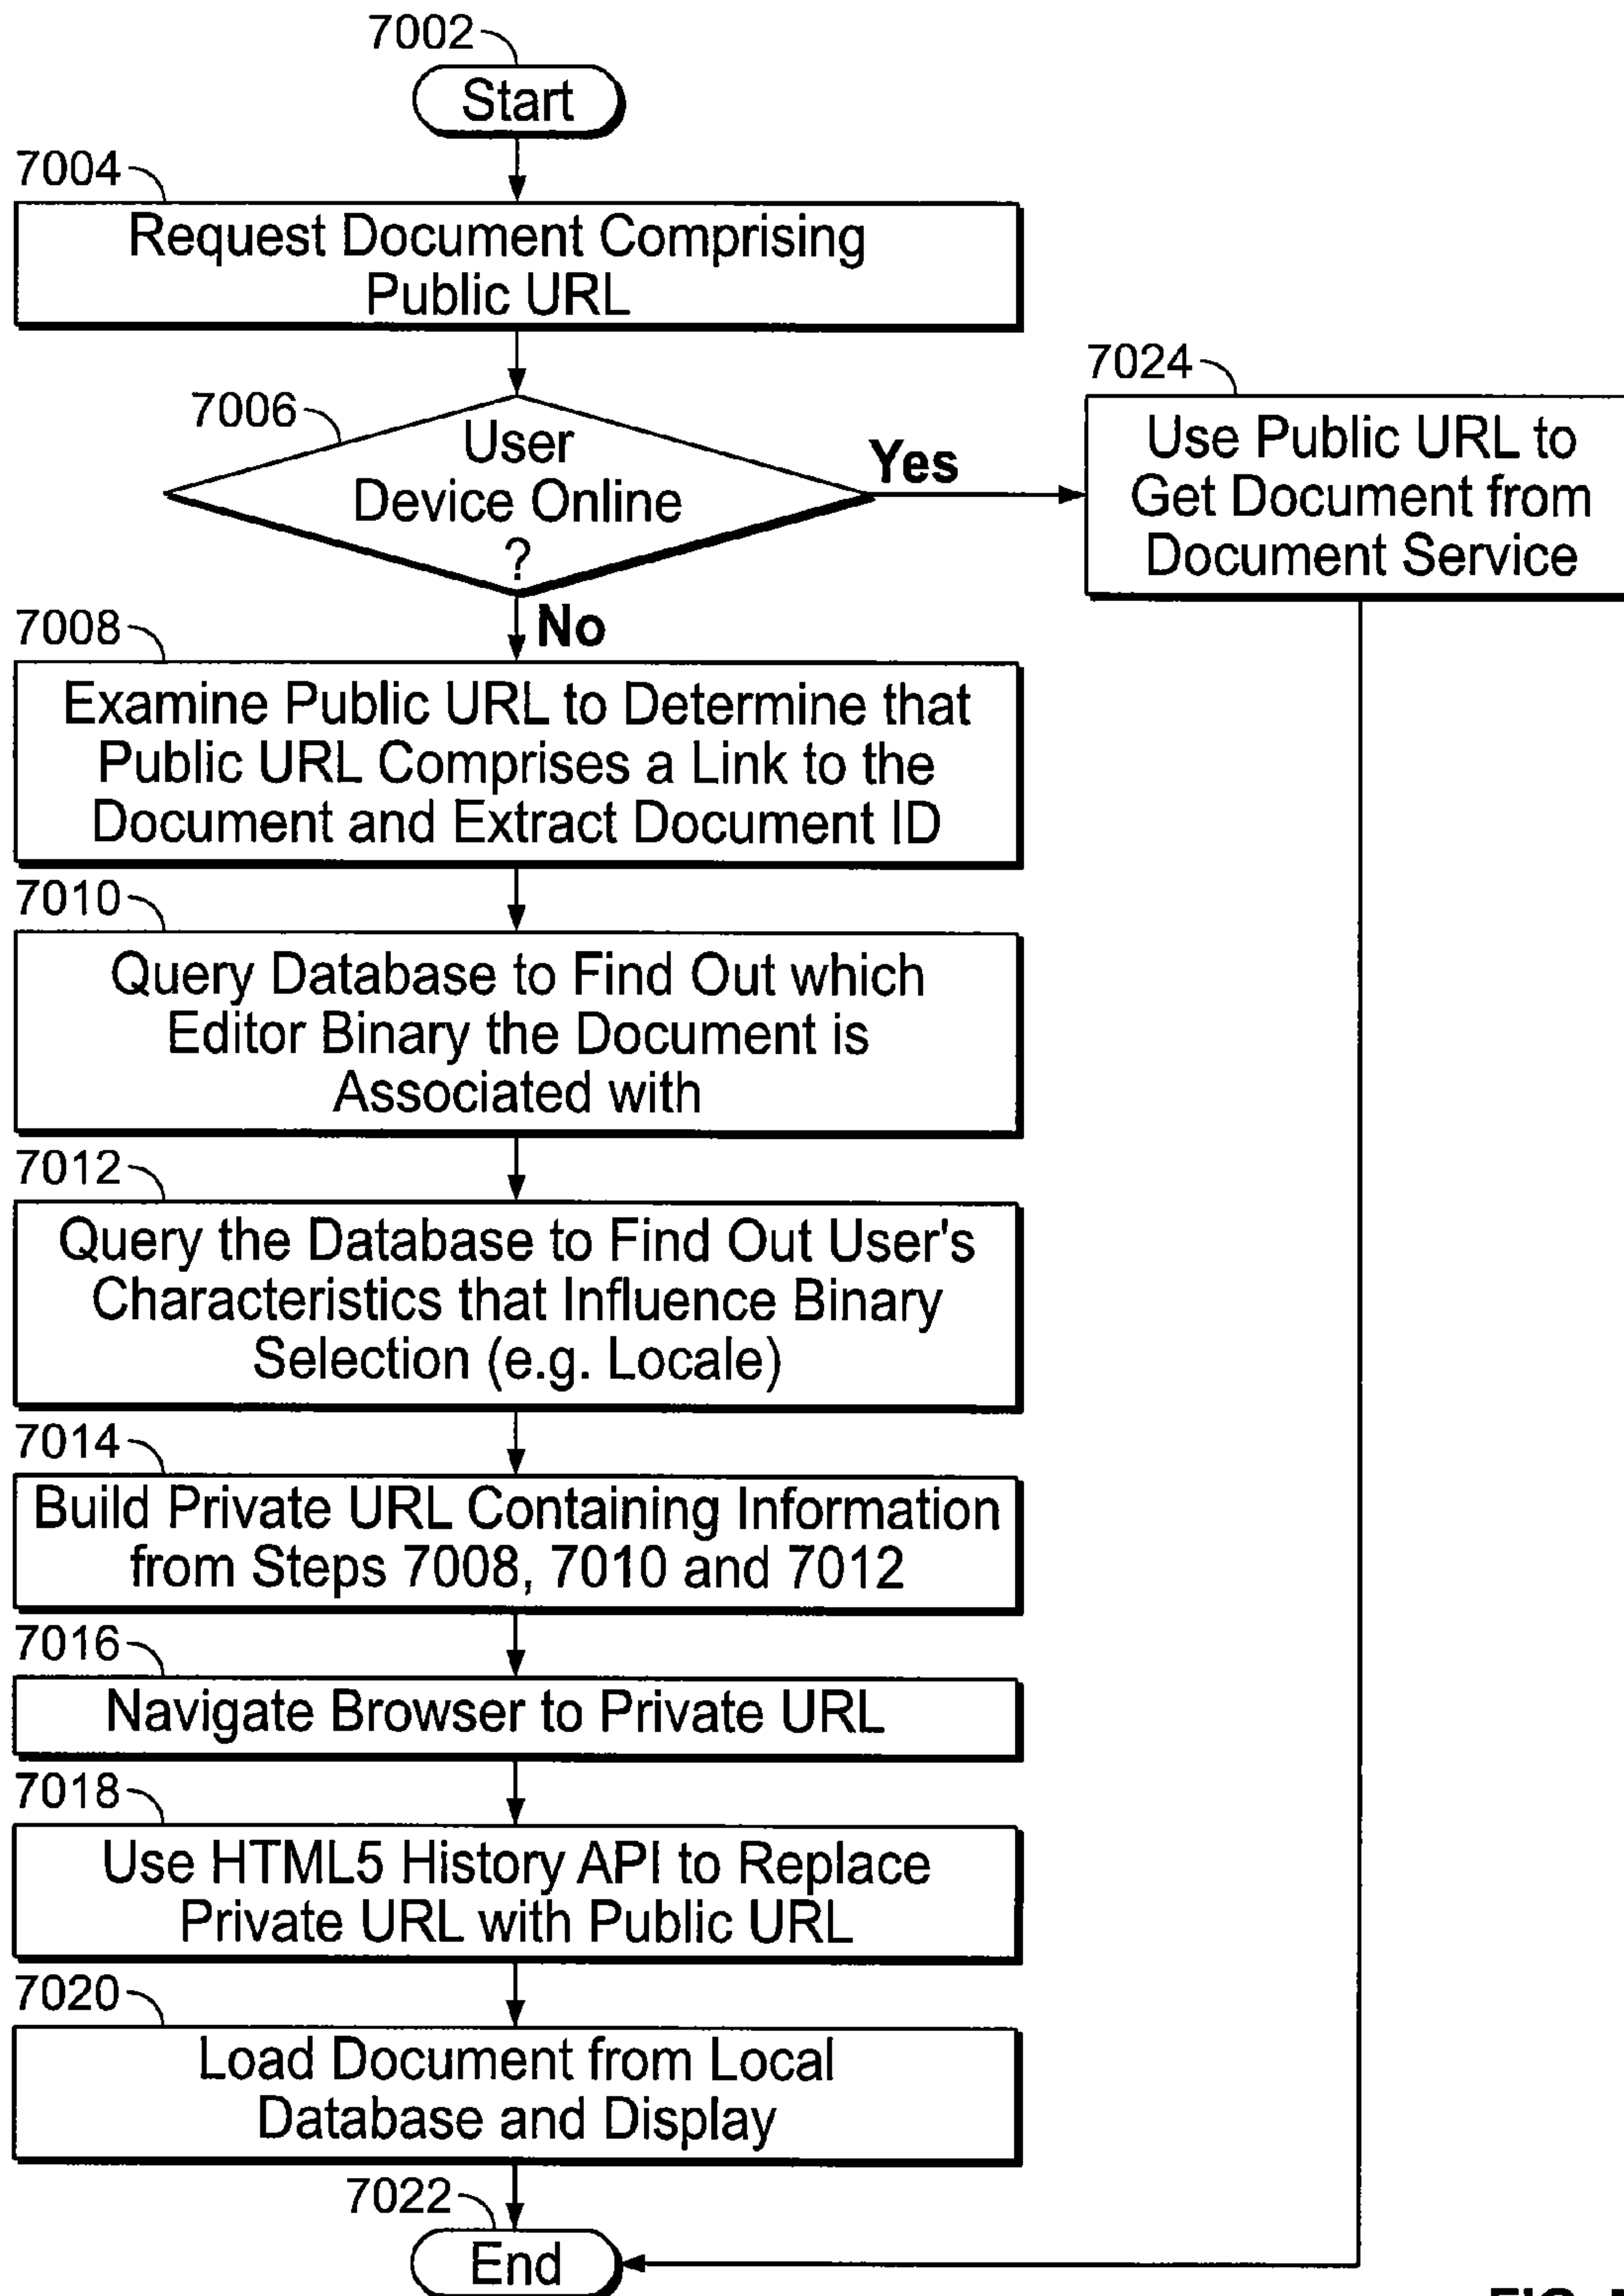 7002
Start
7004
Request Document Comprising
Public URL
7006
User
Device Online
?
Yes
7024
Use Public URL to
Get Document from
Document Service
No
7008
Examine Public URL to Determine that
Public URL Comprises a Link to the
Document and Extract Document ID
7010
Query Database to Find Out which
Editor Binary the Document is
Associated with
7012
Query the Database to Find Out User's
Characteristics that Influence Binary
Selection (e.g. Locale)
7014
Build Private URL Containing Information
from Steps 7008, 7010 and 7012
7016
Navigate Browser to Private URL
7018
Use HTML5 History API to Replace
Private URL with Public URL
7020
Load Document from Local
Database and Display
7022
End